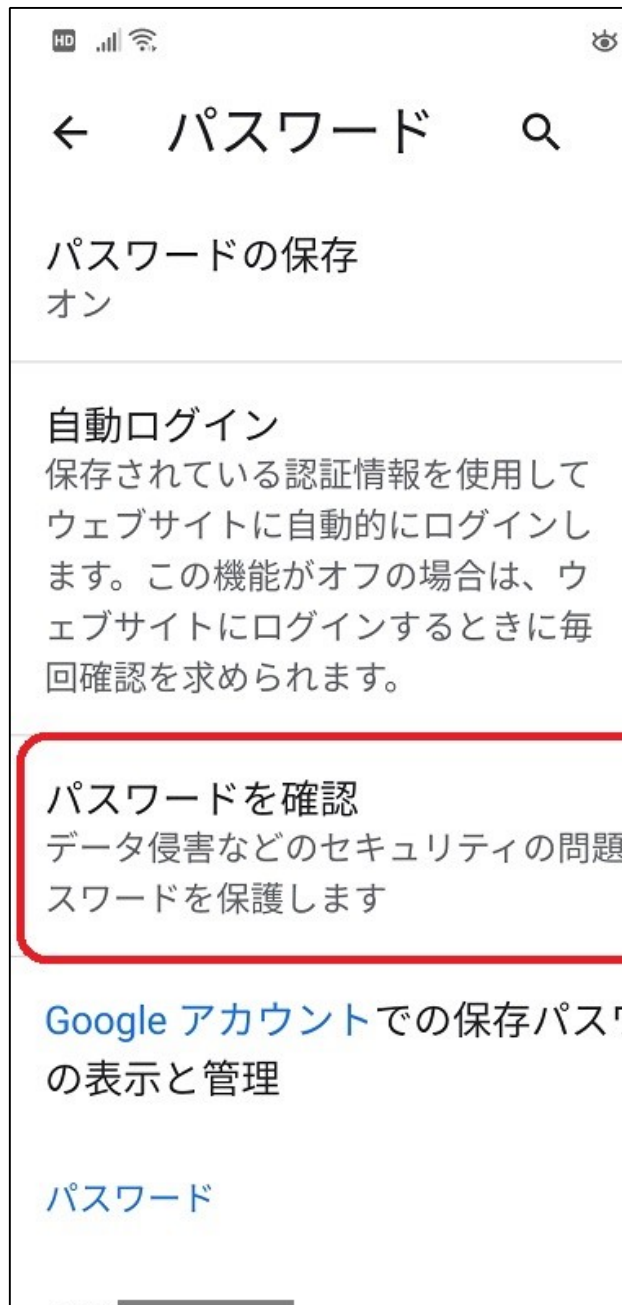 HD
パスワード
パスワードの保存
オン
自動ログイン
保存されている認証情報を使用して
ウェブサイトに自動的にログインし
ます。この機能がオフの場合は、ウ
ェブサイトにログインするときに毎
回確認を求められます。
パスワードを確認
データ侵害などのセキュリティの問題
スワードを保護します
Google アカウントでの保存パス
の表示と管理
パスワード